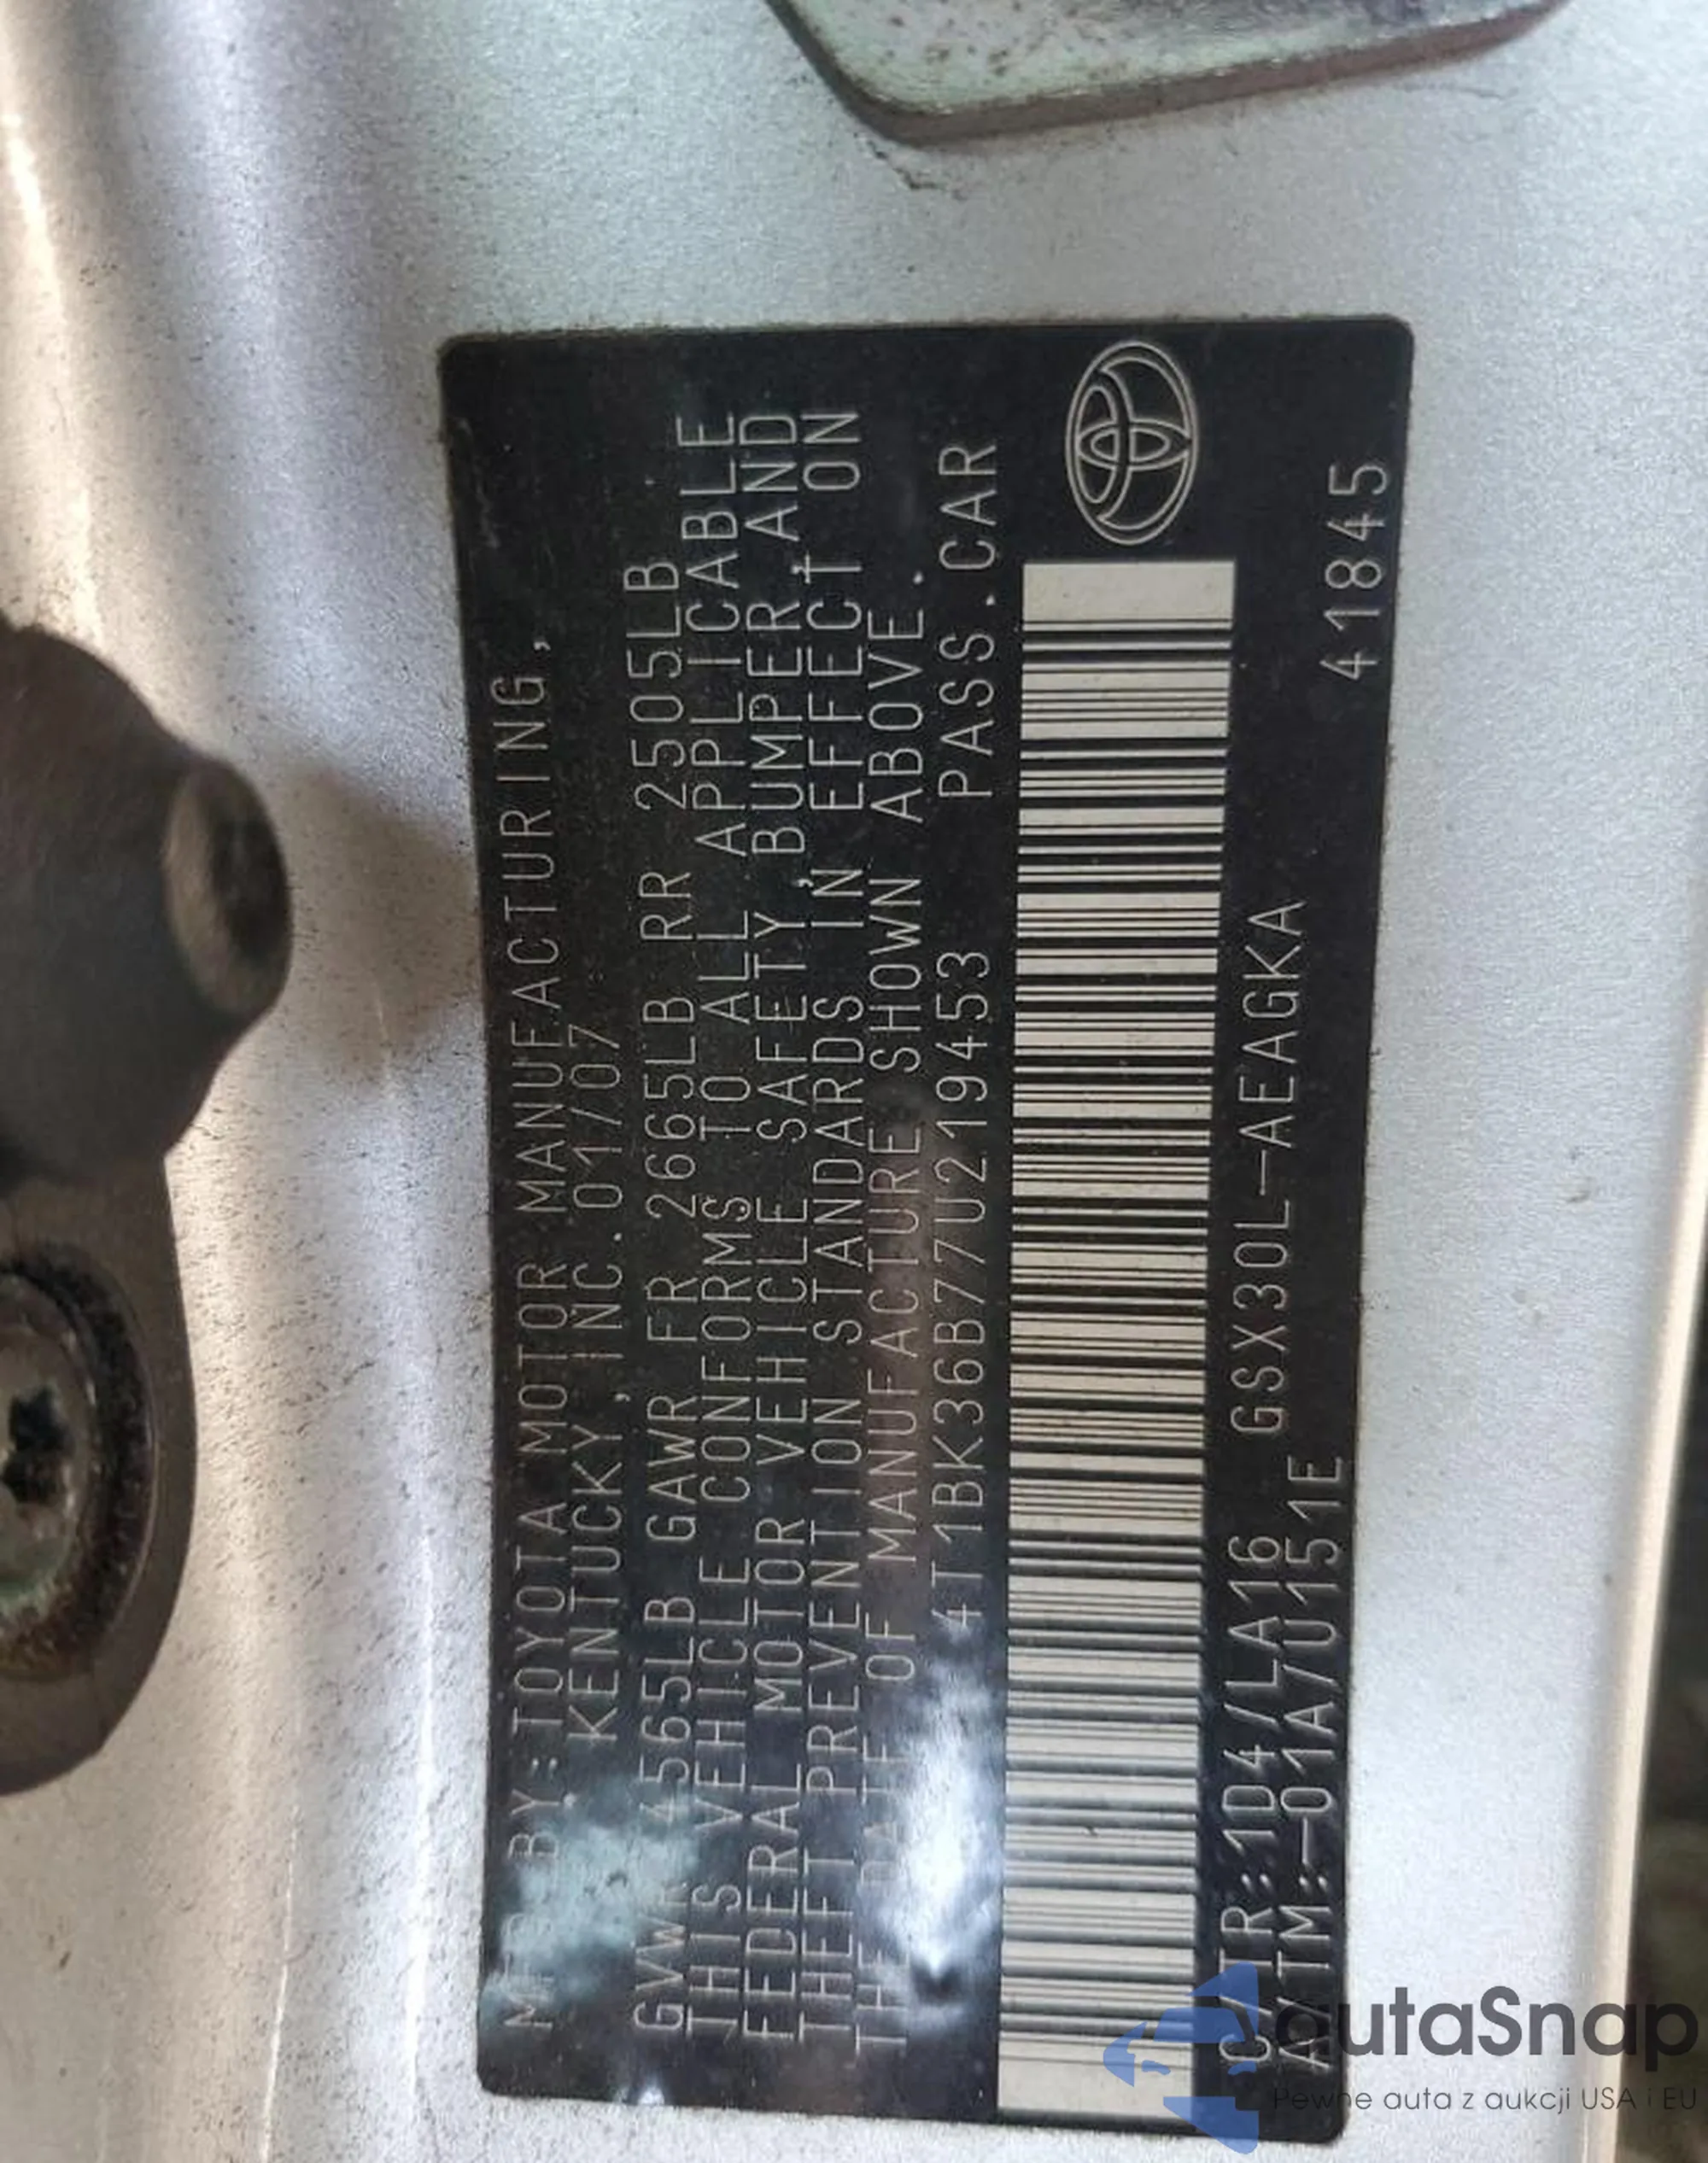 MFD BY:TOYOTA MOTOR MANUFACTURING,
KENTUCKY,INC.01/07
GVWR 4565LB GAWR FR 2665LB RR 2505LB
THIS VEHICLE CONFORMS TO ALL APPLICABLE
FEDERAL MOTOR VEHICLE SAFETY,BUMPER AND
THEFT PREVENTION STANDARDS IN EFFECT ON
THE DATE OF MANUFACTURE SHOWN ABOVE.
4T1BK36B77U219453 PASS.CAR
C/TR:1D4/LA16 GSX30L-AEAGKA
A/TM:-01A/U0151E 41845
autaSnap
Pewne auta z aukcji USA i EU